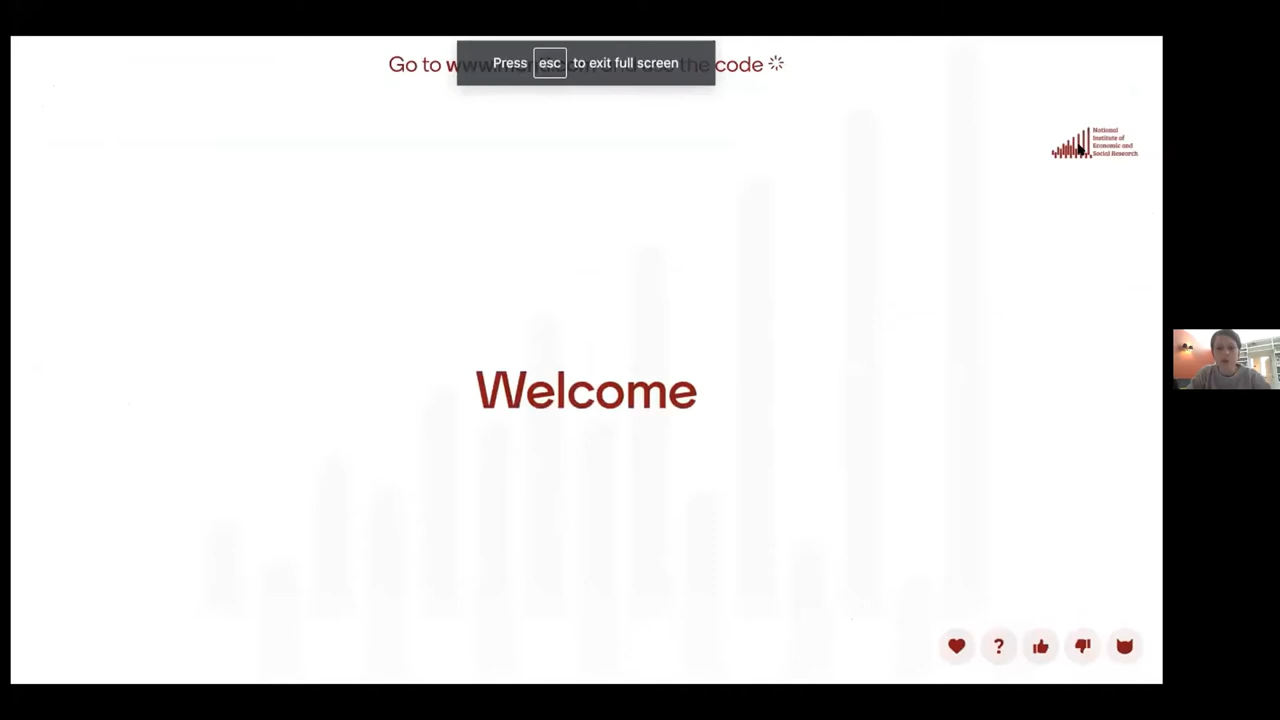 Go to
code
Press esc to exit full screen
National
Institute of
Economic and
Social Research
Welcome
?